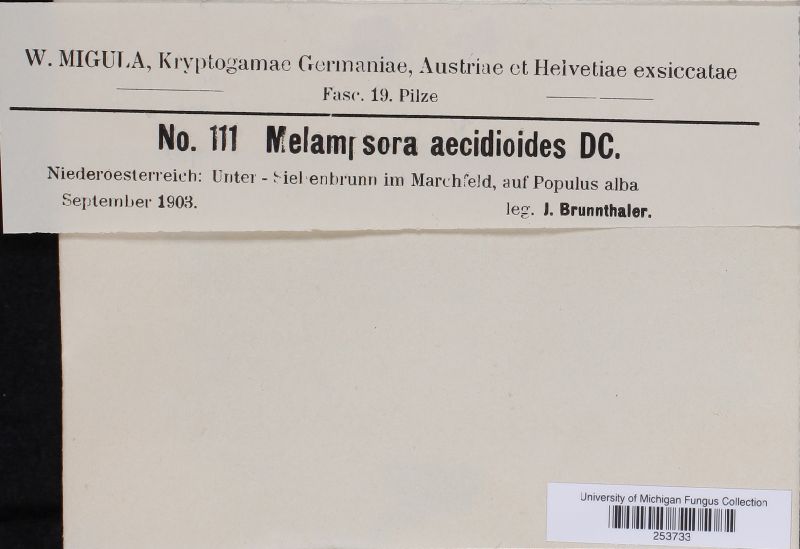 W. MIGULA, Kryptogamae Germaniae, Austriae et Helvetiae exsiccatae
Fasc. 19. Pilze
No. 111 Melampsora aecidioides DC.
Niederoesterreich: Unter-Siebenbrunn im Marchfeld, auf Populus alba
September 1903.
leg. J. Brunnthaler.
University of Michigan Fungus Collection
253733